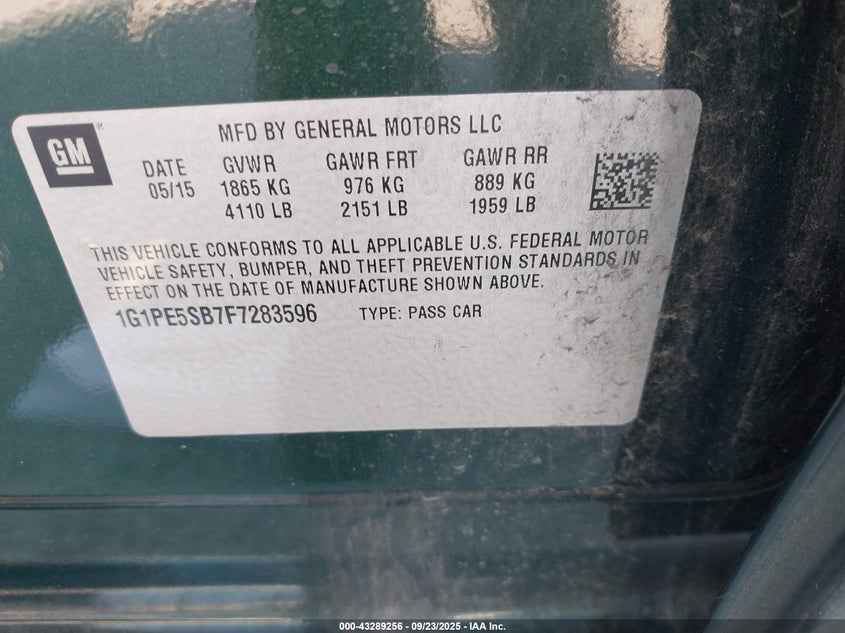 MFD BY GENERAL MOTORS LLC
GM
DATE GVWR GAWR FRT GAWR RR
05/15 1865 KG 976 KG 889 KG
4110 LB 2151 LB 1959 LB
THIS VEHICLE CONFORMS TO ALL APPLICABLE U.S. FEDERAL MOTOR
VEHICLE SAFETY, BUMPER, AND THEFT PREVENTION STANDARDS IN
EFFECT ON THE DATE OF MANUFACTURE SHOWN ABOVE.
1G1PE5SB7F7283596 TYPE: PASS CAR
000-43289256 - 09/23/2025 - IAA Inc.